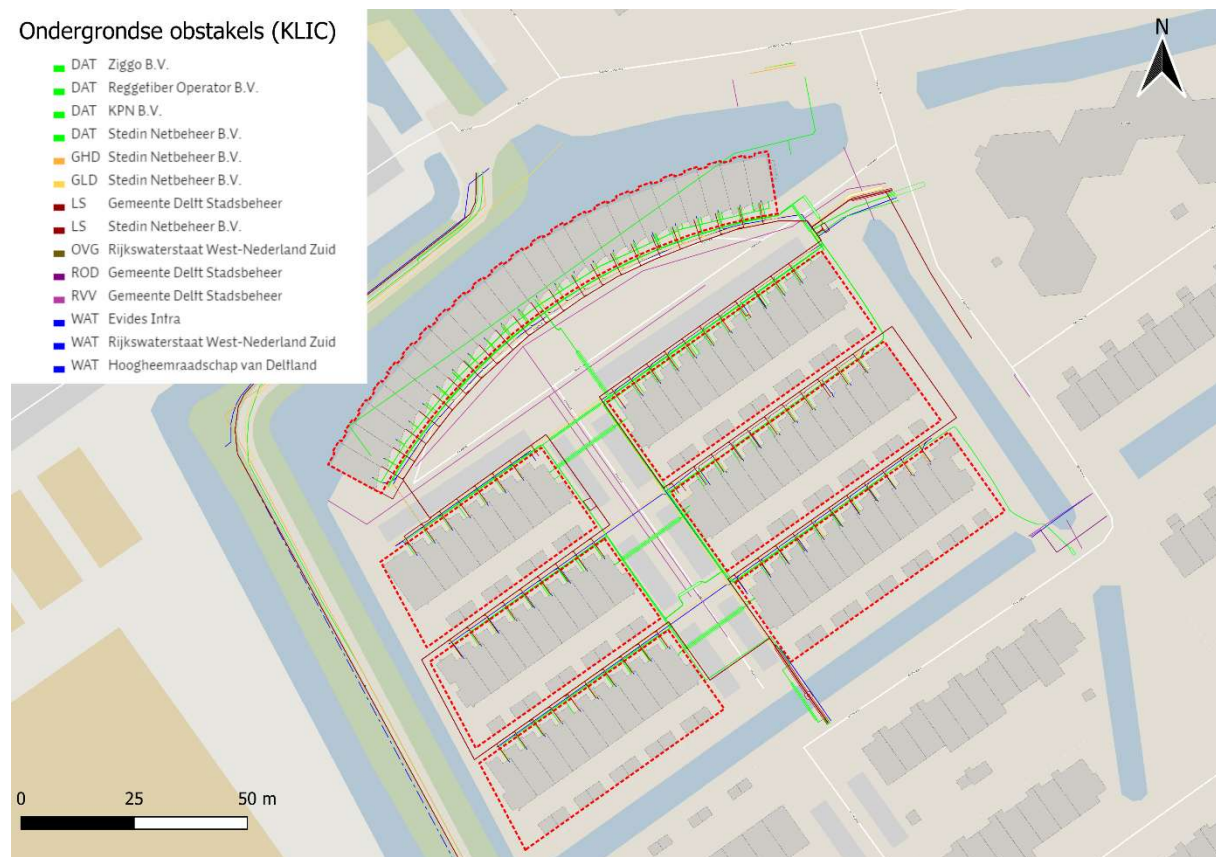 Ondergrondse obstakels (KLIC)
DAT Ziggo B.V.
DAT Reggefiber Operator B.V.
DAT KPN B.V.
DAT Stedin Netbeheer B.V.
GHD Stedin Netbeheer B.V.
GLD Stedin Netbeheer B.V.
LS Gemeente Delft Stadsbeheer
LS Stedin Netbeheer B.V.
OVG Rijkswaterstaat West-Nederland Zuid
ROD Gemeente Delft Stadsbeheer
RVV Gemeente Delft Stadsbeheer
WAT Evides Infra
WAT Rijkswaterstaat West-Nederland Zuid
WAT Hoogheemraadschap van Delfland
N
0 25 50 m